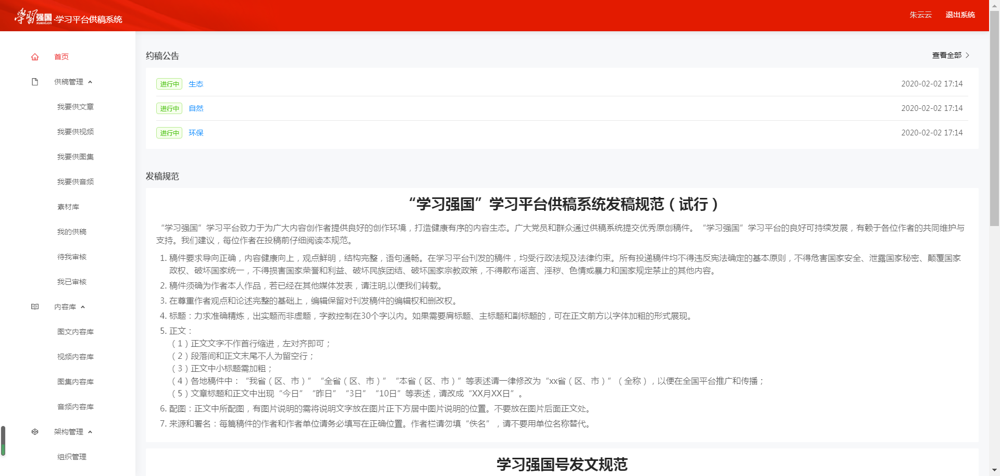 学习强国 xuexi.cn -学习平台供稿系统
朱云云 退出系统
首页
供稿管理
我要供文章
我要供视频
我要供图集
我要供音频
素材库
我的供稿
待我审核
我已审核
内容库
图文内容库
视频内容库
图集内容库
音频内容库
架构管理
组织管理
约稿公告 查看全部
进行中 生态 2020-02-02 17:14
进行中 自然 2020-02-02 17:14
进行中 环保 2020-02-02 17:14
发稿规范
“学习强国”学习平台供稿系统发稿规范（试行）
“学习强国”学习平台致力于为广大内容创作者提供良好的创作环境，打造健康有序的内容生态。广大党员和群众通过供稿系统提交优秀原创稿件。“学习强国”学习平台的良好可持续发展，有赖于各位作者的共同维护与
支持。我们建议，每位作者在投稿前仔细阅读本规范。
1. 稿件要求导向正确，内容健康向上，观点鲜明，结构完整，语句通畅。在学习平台刊发的稿件，均受行政法规及法律约束。所有投递稿件均不得违反宪法确定的基本原则，不得危害国家安全、泄露国家秘密、颠覆国家
政权、破坏国家统一，不得损害国家荣誉和利益、破坏民族团结、破坏国家宗教政策，不得散布谣言、淫秽、色情或暴力和国家规定禁止的其他内容。
2. 稿件须确为作者本人作品，若已经在其他媒体发表，请注明,以便我们转载。
3. 在尊重作者观点和论述完整的基础上，编辑保留对刊发稿件的编辑权和删改权。
4. 标题：力求准确精炼，出实题而非虚题，字数控制在30个字以内。如果需要肩标题、主标题和副标题的，可在正文前方以字体加粗的形式展现。
5. 正文：
（1）正文文字不作首行缩进，左对齐即可；
（2）段落间和正文末尾不人为留空行；
（3）正文中小标题需加粗；
（4）各地稿件中：“我省（区、市）”“全省（区、市）”“本省（区、市）”等表述请一律修改为“xx省（区、市）”（全称），以便在全国平台推广和传播；
（5）文章标题和正文中出现“今日”“昨日”“3日”“10日”等表述，请改成“XX月XX日”。
6. 配图：正文中所配图，有图片说明的需将说明文字放在图片正下方居中图片说明的位置。不要放在图片后面正文处。
7. 来源和署名：每篇稿件的作者和作者单位请务必填写在正确位置。作者栏请勿填“佚名”，请不要用单位名称替代。
学习强国号发文规范